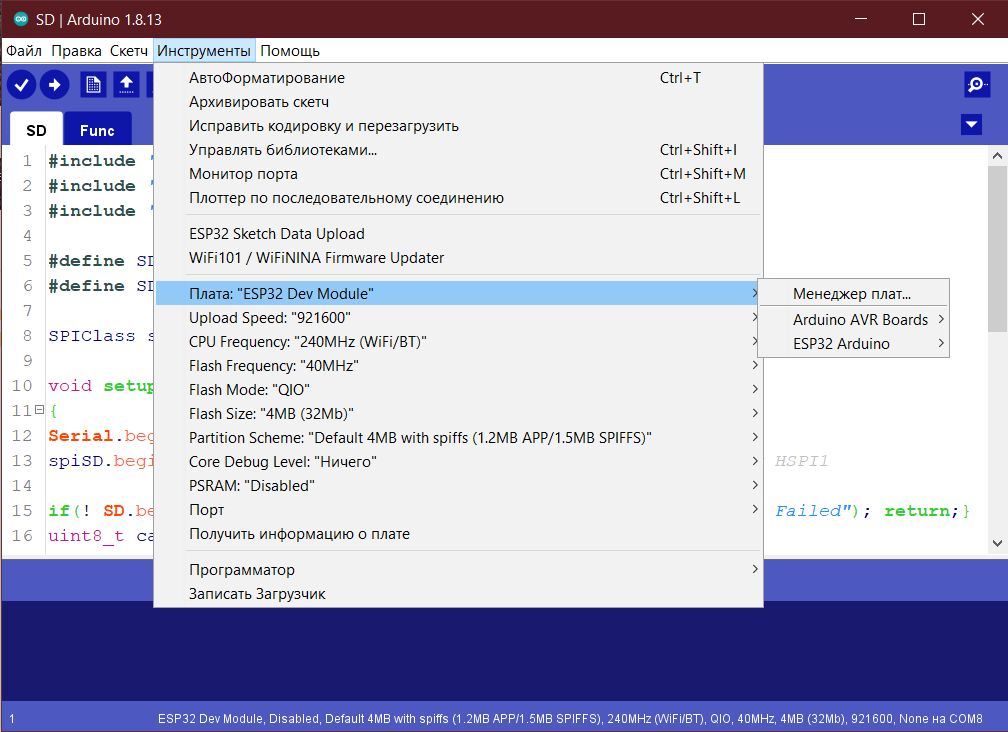 SD | Arduino 1.8.13
Файл Правка Скетч Инструменты Помощь
АвтоФорматирование Ctrl+T
Архивировать скетч
Исправить кодировку и перезагрузить
Управлять библиотеками... Ctrl+Shift+I
Монитор порта Ctrl+Shift+M
Плоттер по последовательному соединению Ctrl+Shift+L
ESP32 Sketch Data Upload
WiFi101 / WiFiNINA Firmware Updater
Плата: "ESP32 Dev Module"
Upload Speed: "921600"
CPU Frequency: "240MHz (WiFi/BT)"
Flash Frequency: "40MHz"
Flash Mode: "QIO"
Flash Size: "4MB (32Mb)"
Partition Scheme: "Default 4MB with spiffs (1.2MB APP/1.5MB SPIFFS)"
Core Debug Level: "Ничего"
PSRAM: "Disabled"
Порт
Получить информацию о плате
Программатор
Записать Загрузчик
Менеджер плат...
Arduino AVR Boards
ESP32 Arduino
SD Func
1 #include "
2 #include "
3 #include "
4
5 #define SD
6 #define SD
7
8 SPIClass s
9
10 void setup
11 {
12 Serial.beg
13 spiSD.begi HSPI1
14
15 if(! SD.be Failed"); return;}
16 uint8_t ca
1 ESP32 Dev Module, Disabled, Default 4MB with spiffs (1.2MB APP/1.5MB SPIFFS), 240MHz (WiFi/BT), QIO, 40MHz, 4MB (32Mb), 921600, None на COM8